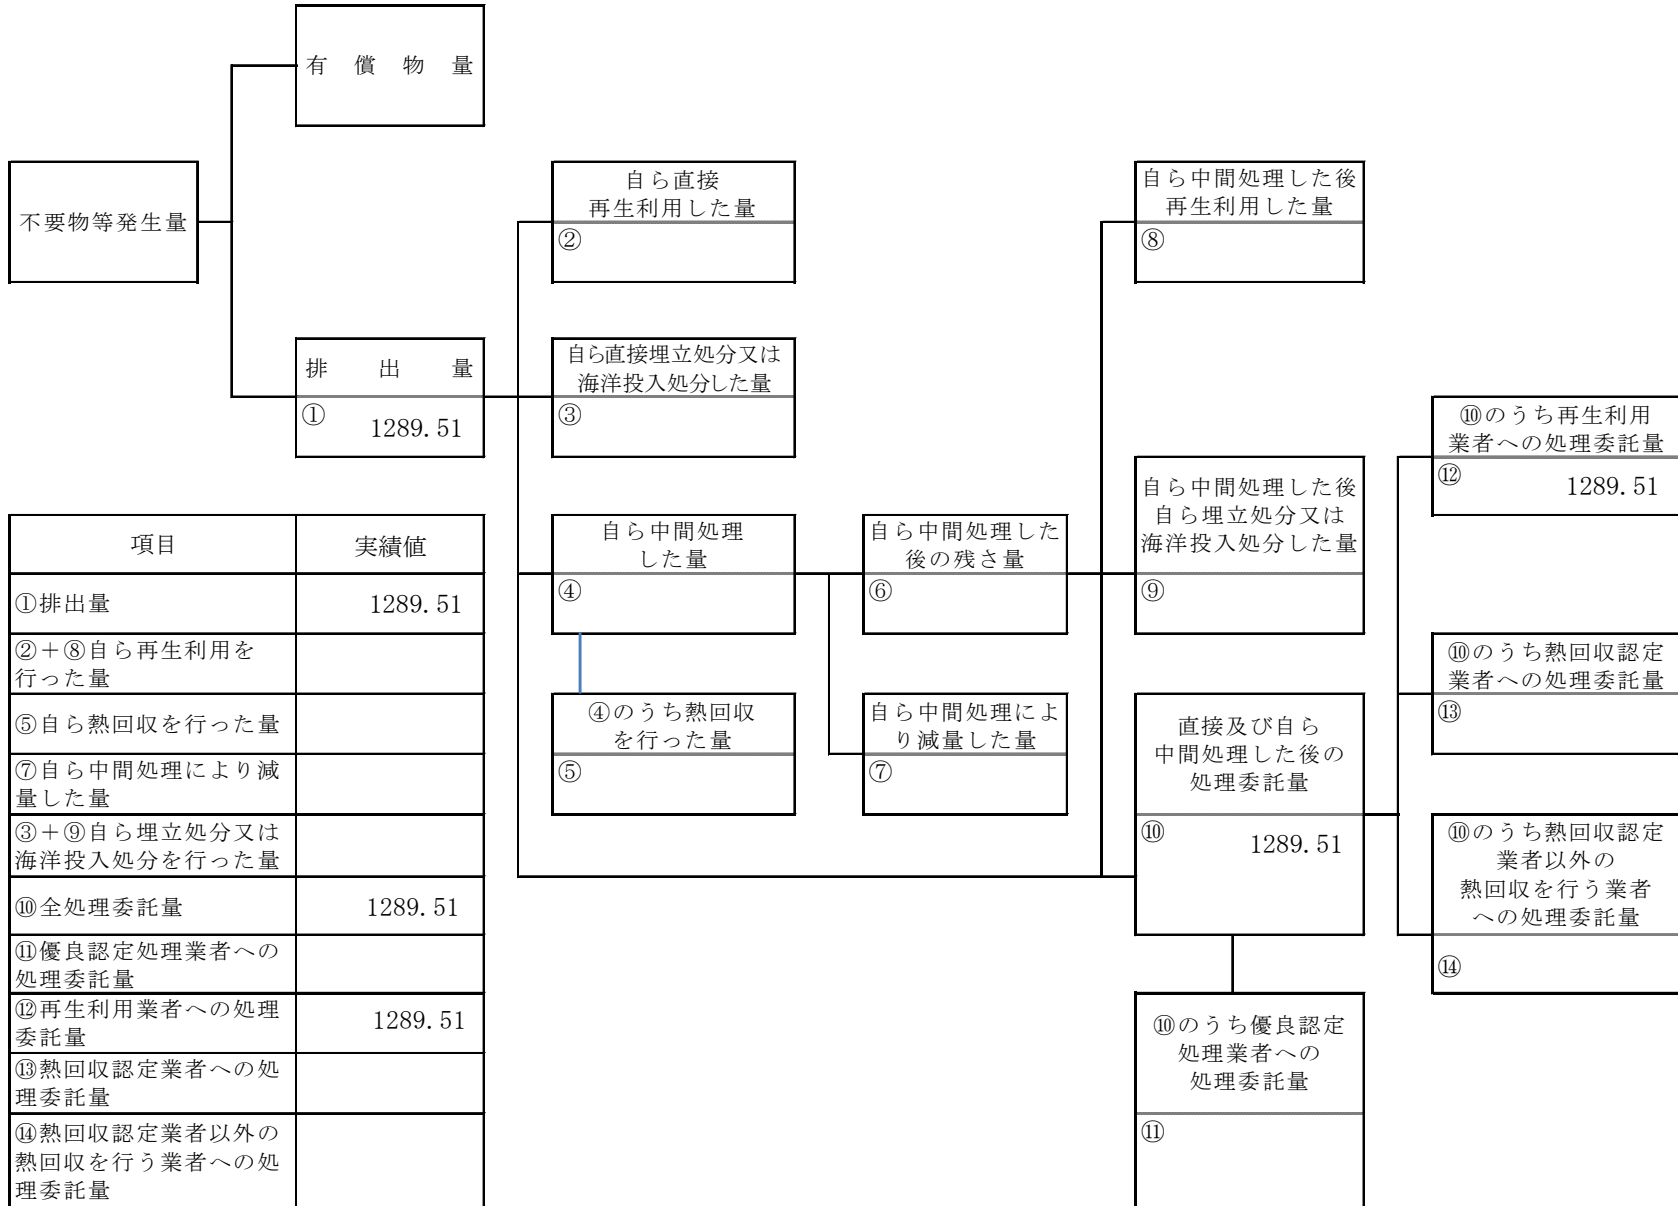 有償物量
不要物等発生量
自ら直接
再生利用した量
②
自ら中間処理した後
再生利用した量
⑧
排出量
①
1289.51
自ら直接埋立処分又は
海洋投入処分した量
③
⑩のうち再生利用
業者への処理委託量
⑫
1289.51
自ら中間処理
した量
④
自ら中間処理した
後の残さ量
⑥
自ら中間処理した後
自ら埋立処分又は
海洋投入処分した量
⑨
④のうち熱回収
を行った量
⑤
自ら中間処理によ
り減量した量
⑦
直接及び自ら
中間処理した後の
処理委託量
⑩
1289.51
⑩のうち熱回収認定
業者への処理委託量
⑬
⑩のうち熱回収認定
業者以外の
熱回収を行う業者
への処理委託量
⑭
⑩のうち優良認定
処理業者への
処理委託量
⑪
項目 実績値
①排出量 1289.51
②＋⑧自ら再生利用を
行った量
⑤自ら熱回収を行った量
⑦自ら中間処理により減
量した量
③＋⑨自ら埋立処分又は
海洋投入処分を行った量
⑩全処理委託量 1289.51
⑪優良認定処理業者への
処理委託量
⑫再生利用業者への処理
委託量
1289.51
⑬熱回収認定業者への処
理委託量
⑭熱回収認定業者以外の
熱回収を行う業者への処
理委託量